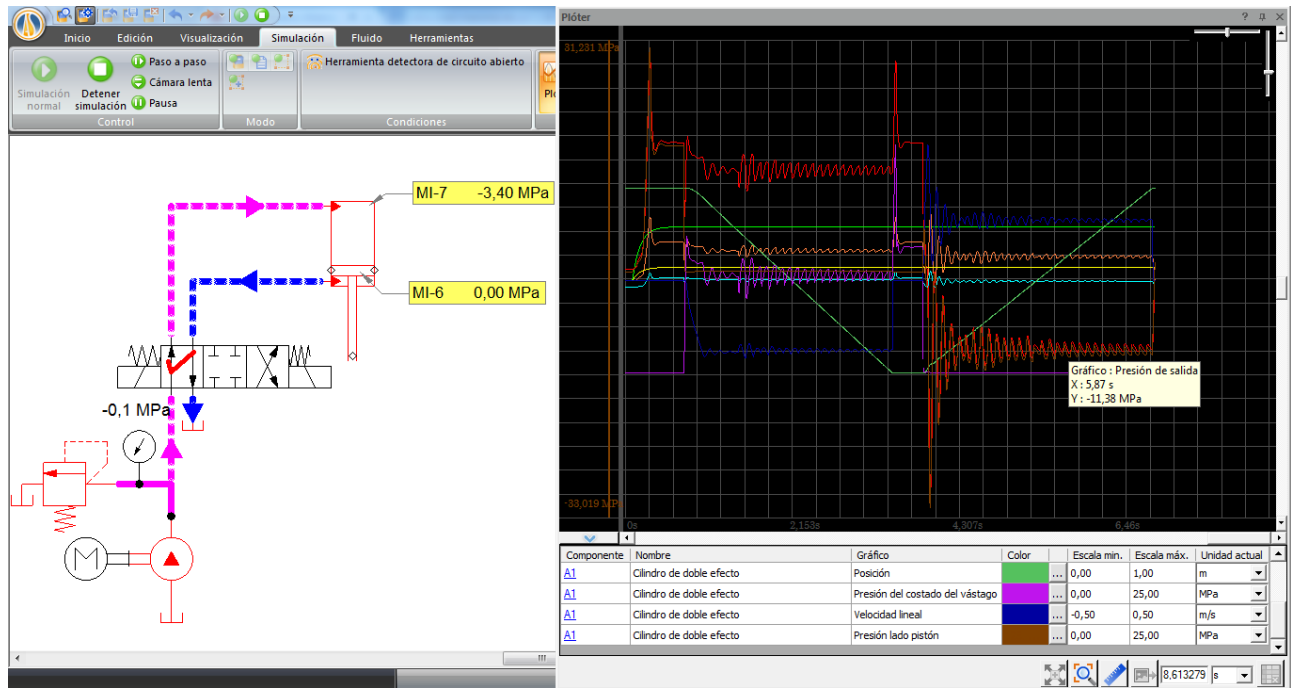 Inicio Edición Visualización Simulación Fluido Herramientas
Simulación normal
Detener simulación
Paso a paso
Cámara lenta
Pausa
Control
Modo
Herramienta detectora de circuito abierto
Condiciones
MI-7 -3,40 MPa
MI-6 0,00 MPa
-0,1 MPa
M
Plóter
31,231 MPa
-33,019 MPa
0s 2,153s 4,307s 6,46s
Gráfico : Presión de salida
X : 5,87 s
Y : -11,38 MPa
Componente Nombre Gráfico Color Escala min. Escala máx. Unidad actual
A1 Cilindro de doble efecto Posición ... 0,00 1,00 m
A1 Cilindro de doble efecto Presión del costado del vástago ... 0,00 25,00 MPa
A1 Cilindro de doble efecto Velocidad lineal ... -0,50 0,50 m/s
A1 Cilindro de doble efecto Presión lado pistón ... 0,00 25,00 MPa
8,613279 s